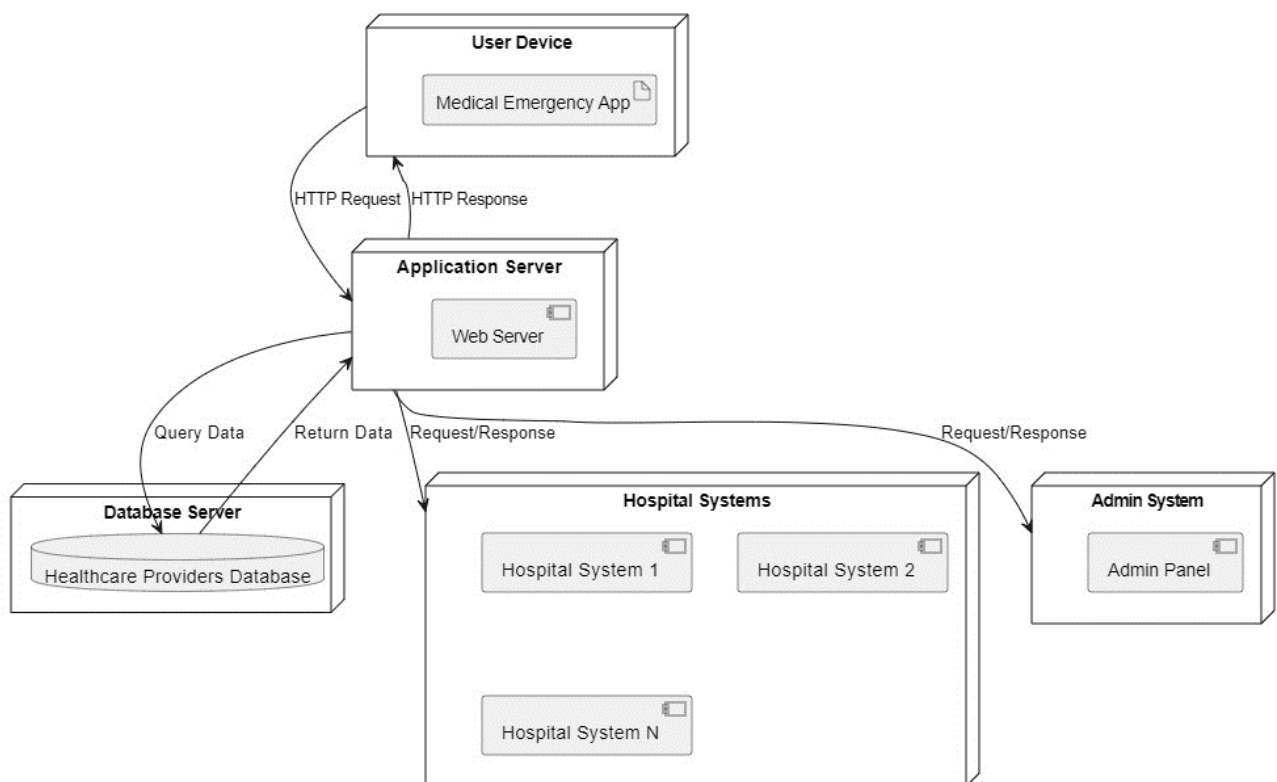 User Device
Medical Emergency App
HTTP Request
HTTP Response
Application Server
Web Server
Query Data
Return Data
Request/Response
Request/Response
Database Server
Healthcare Providers Database
Hospital Systems
Hospital System 1
Hospital System 2
Hospital System N
Admin System
Admin Panel